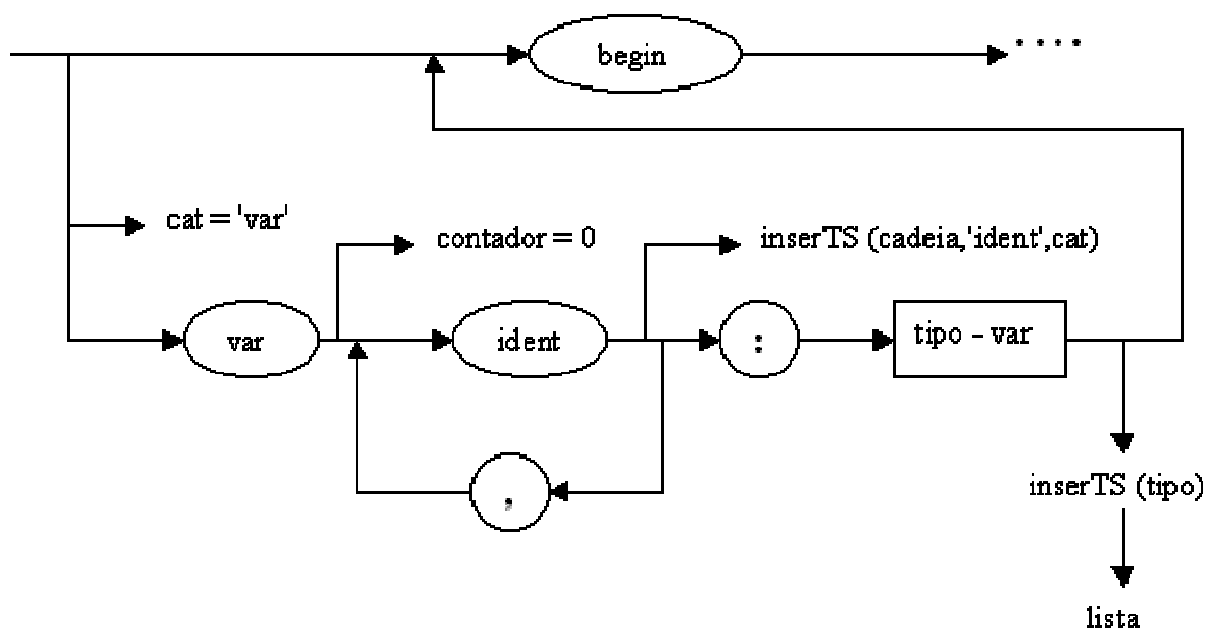 begin
....
cat = 'var'
contador = 0
inserTS (cadeia,'ident',cat)
var
ident
:
tipo - var
,
inserTS (tipo)
lista